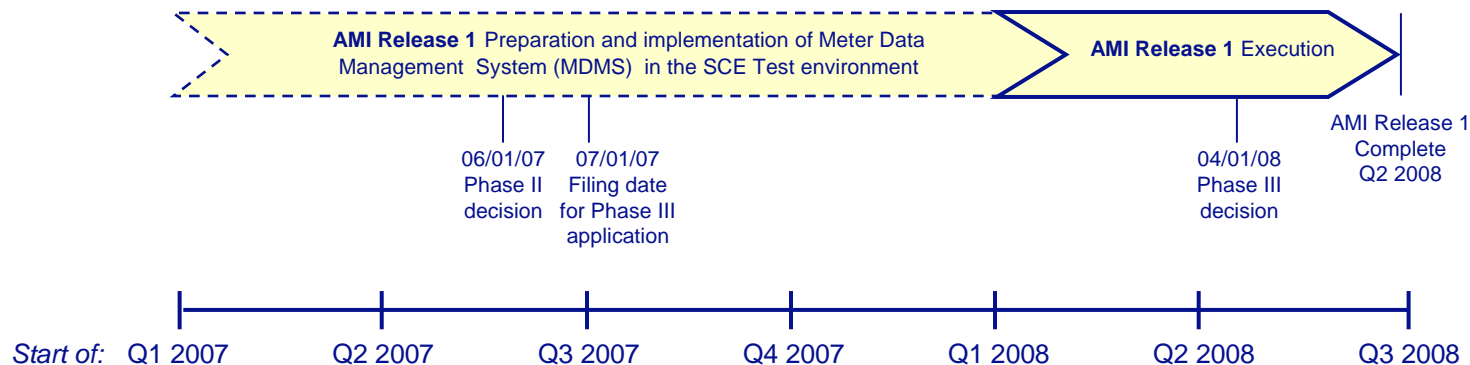 AMI Release 1 Preparation and implementation of Meter Data
Management System (MDMS) in the SCE Test environment
AMI Release 1 Execution
06/01/07
Phase II
decision
07/01/07
Filing date
for Phase III
application
04/01/08
Phase III
decision
AMI Release 1
Complete
Q2 2008
Start of: Q1 2007 Q2 2007 Q3 2007 Q4 2007 Q1 2008 Q2 2008 Q3 2008